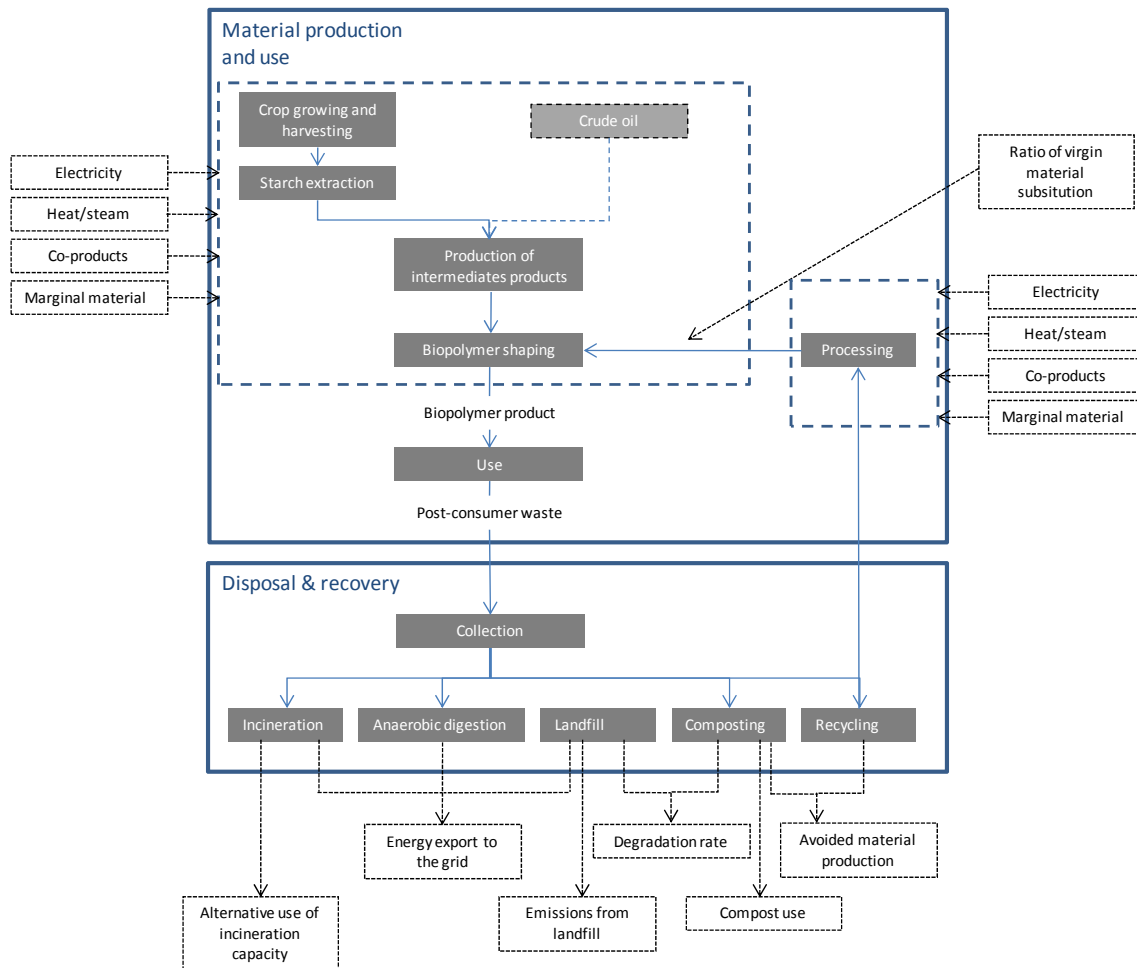 Material production
and use
Crop growing and
harvesting
Crude oil
Starch extraction
Electricity
Heat/steam
Co-products
Marginal material
Ratio of virgin
material
subsitution
Production of
intermediates products
Electricity
Heat/steam
Co-products
Marginal material
Biopolymer shaping
Processing
Biopolymer product
Use
Post-consumer waste
Disposal & recovery
Collection
Incineration
Anaerobic digestion
Landfill
Composting
Recycling
Energy export to
the grid
Degradation rate
Avoided material
production
Alternative use of
incineration
capacity
Emissions from
landfill
Compost use